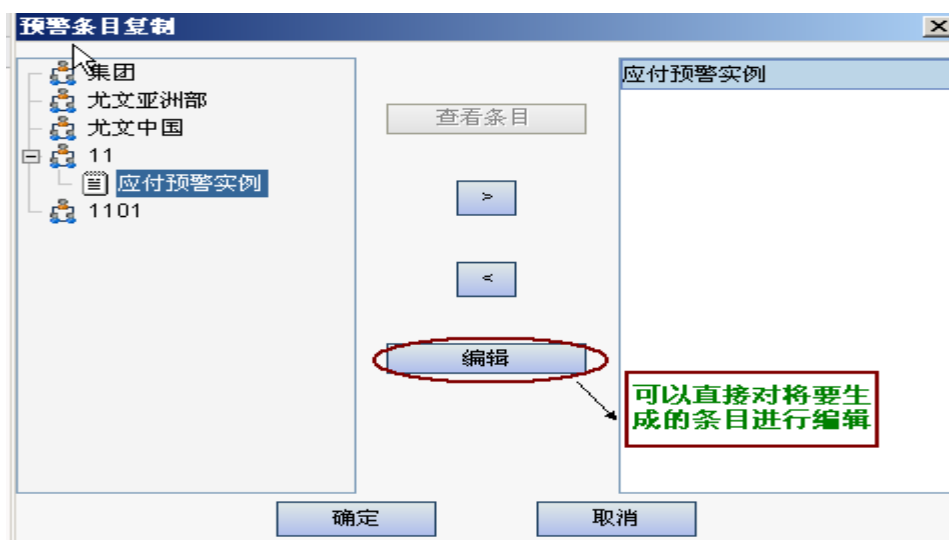 预警条目复制
集团
尤文亚洲部
尤文中国
11
应付预警实例
1101
查看条目
>
<
编辑
应付预警实例
可以直接对将要生
成的条目进行编辑
确定
取消